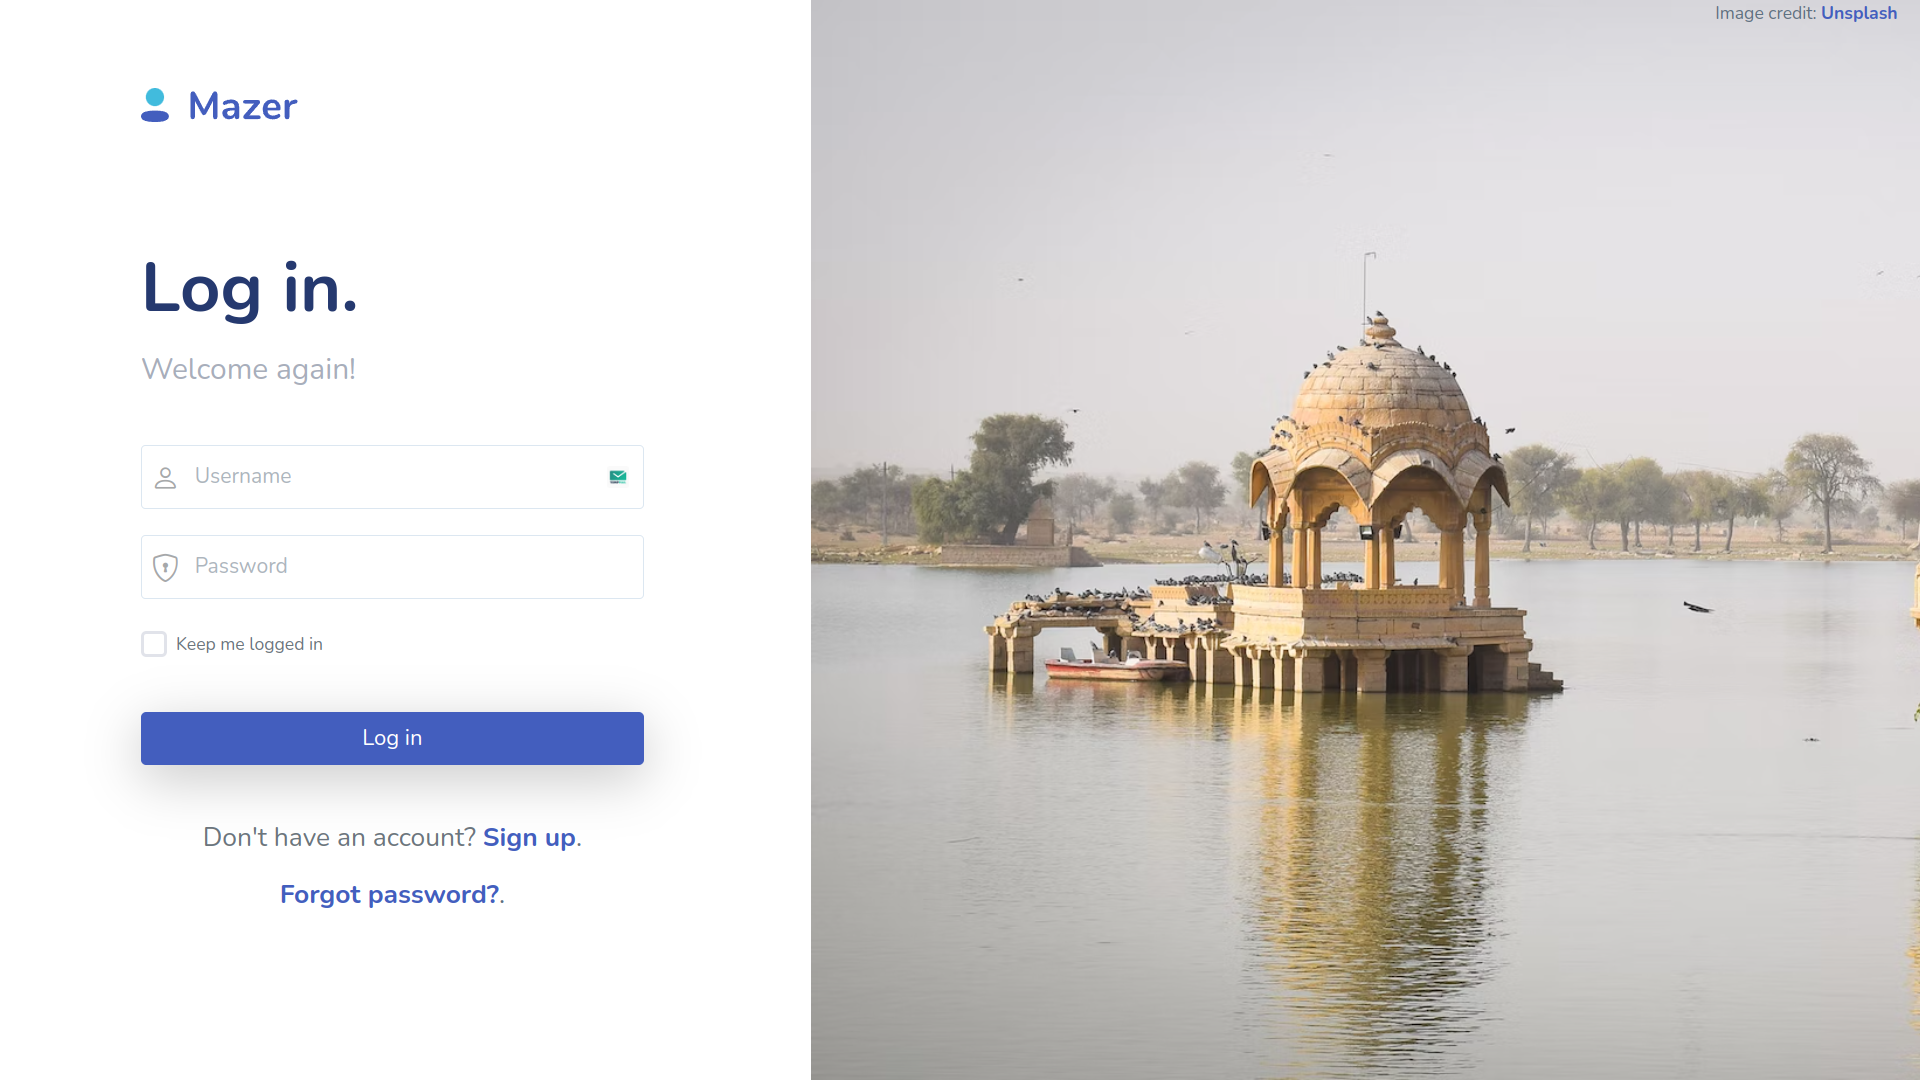 Mazer
Log in.
Welcome again!
Username
Password
Keep me logged in
Log in
Don't have an account? Sign up.
Forgot password?.
Image credit: Unsplash